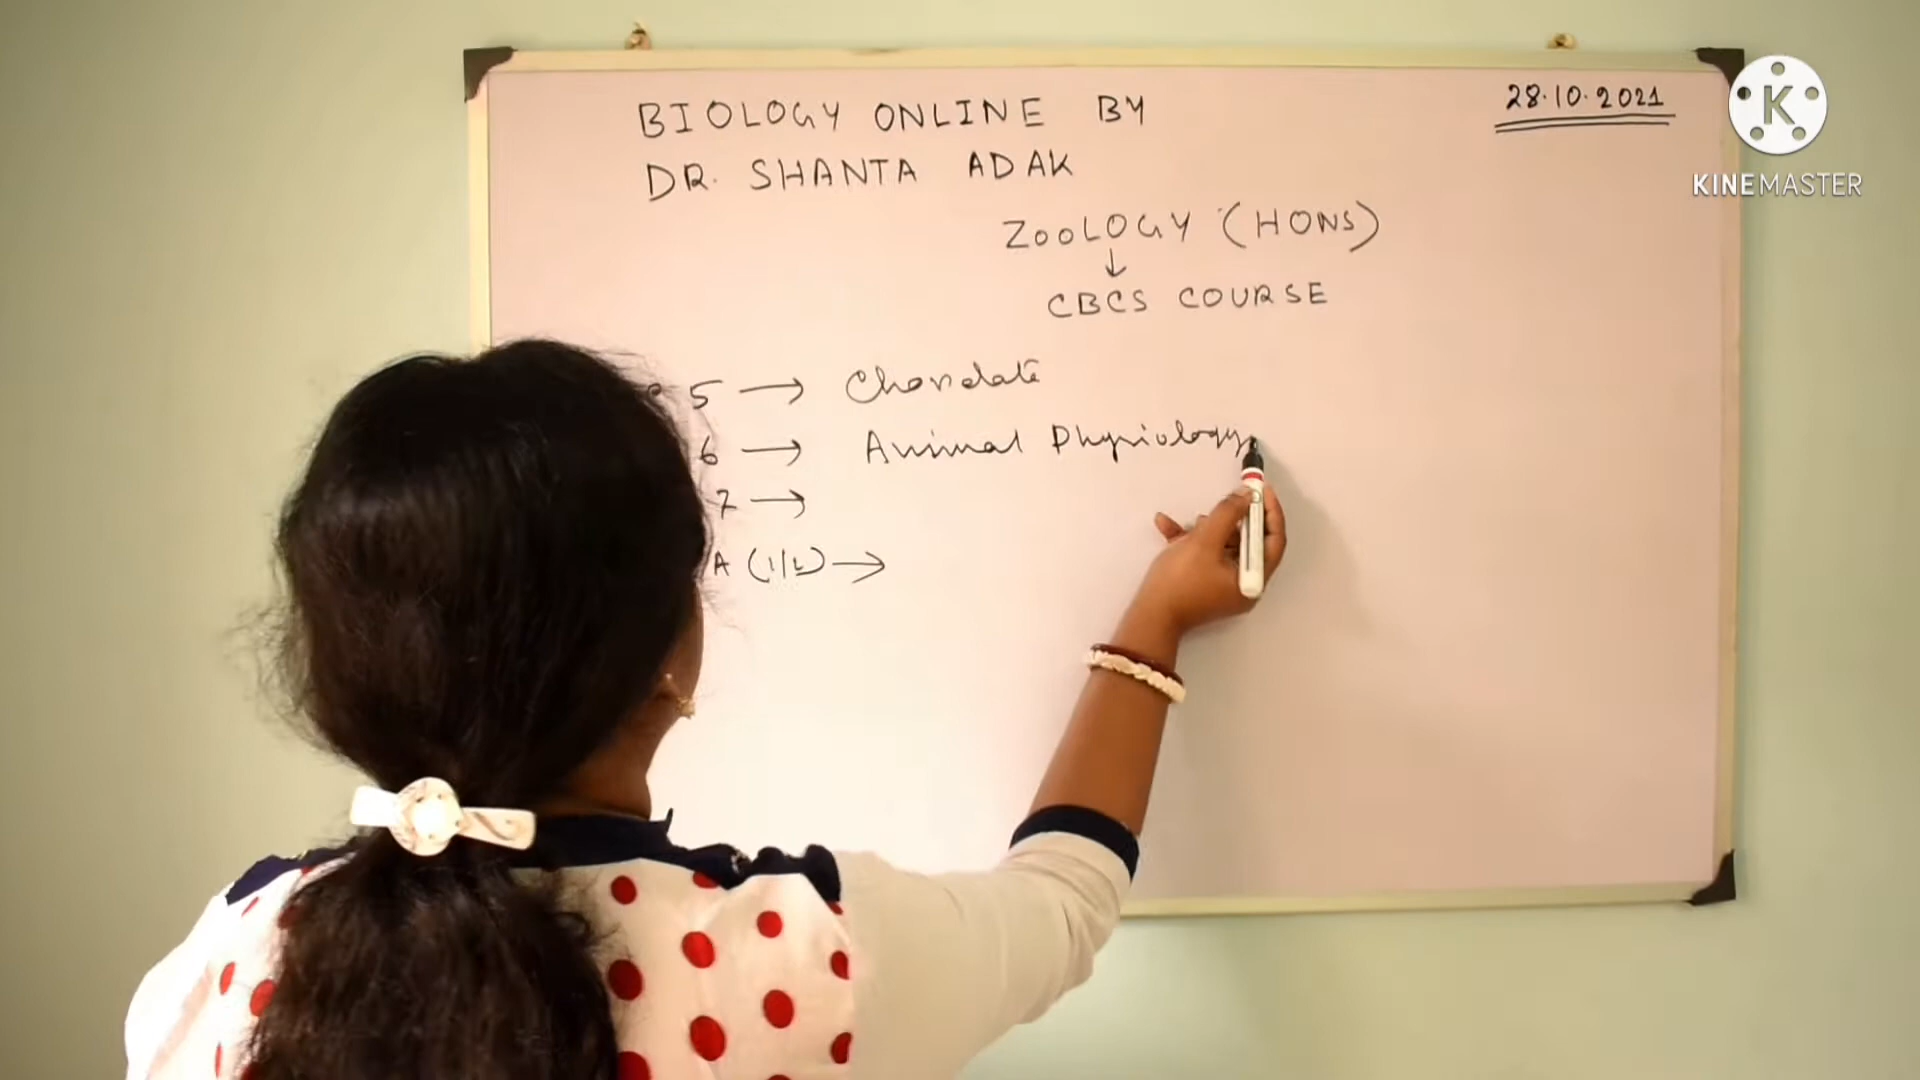 BIOLOGY ONLINE BY
DR. SHANTA ADAK
28.10.2021
K
KINEMASTER
ZOOLOGY (HONS)
↓
CBCS COURSE
5 → Chordate
6 → Animal Physiology
7 →
A (1/2) →